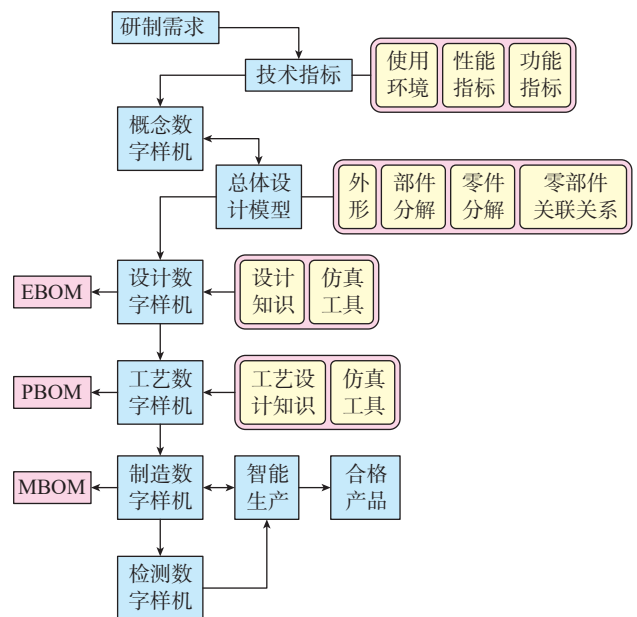 研制需求
技术指标
使用
环境
性能
指标
功能
指标
概念数
字样机
总体设
计模型
外
形
部件
分解
零件
分解
零部件
关联关系
EBOM
设计数
字样机
设计
知识
仿真
工具
PBOM
工艺数
字样机
工艺设
计知识
仿真
工具
MBOM
制造数
字样机
智能
生产
合格
产品
检测数
字样机